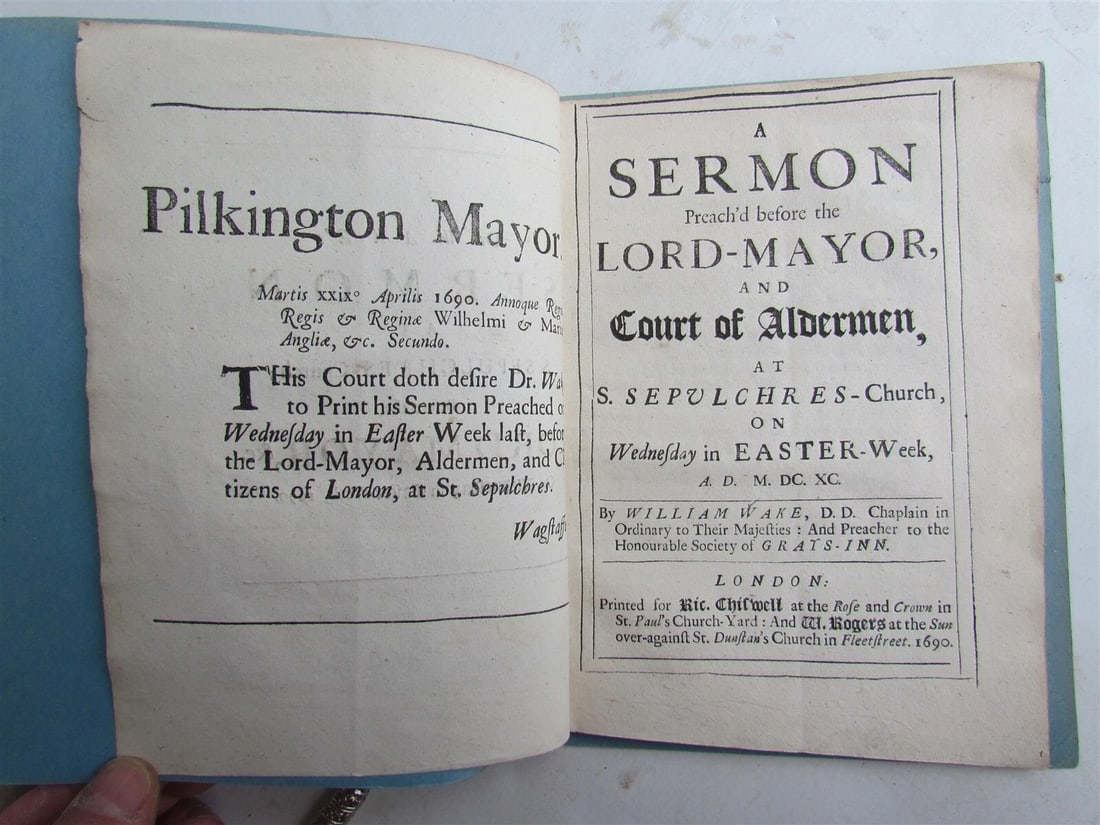 Pilkington Mayor.
Martis xxixº Aprilis 1690. Annoque
Regis & Reginæ Wilhelmi &
Angliæ, &c. Secundo.
THis Court doth deſire Dr.
to Print his Sermon Preached
Wedneſday in Eaſter Week laſt,
the Lord-Mayor, Aldermen, and
tizens of London, at St. Sepulchres.
Wagſtaffe
A
SERMON
Preach'd before the
LORD-MAYOR,
AND
Court of Aldermen,
AT
S. SEPULCHRES-Church,
ON
Wedneſday in EASTER-Week,
A. D. M. DC. XC.
By WILLIAM WAKE, D.D. Chaplain in
Ordinary to Their Majeſties : And Preacher to the
Honourable Society of GRAYS-INN.
LONDON:
Printed for Ric. Chiſwell at the Roſe and Crown in
St. Paul's Church-Yard : And W. Rogers at the Sun
over-againſt St. Dunſtan's Church in Fleetſtreet. 1690.